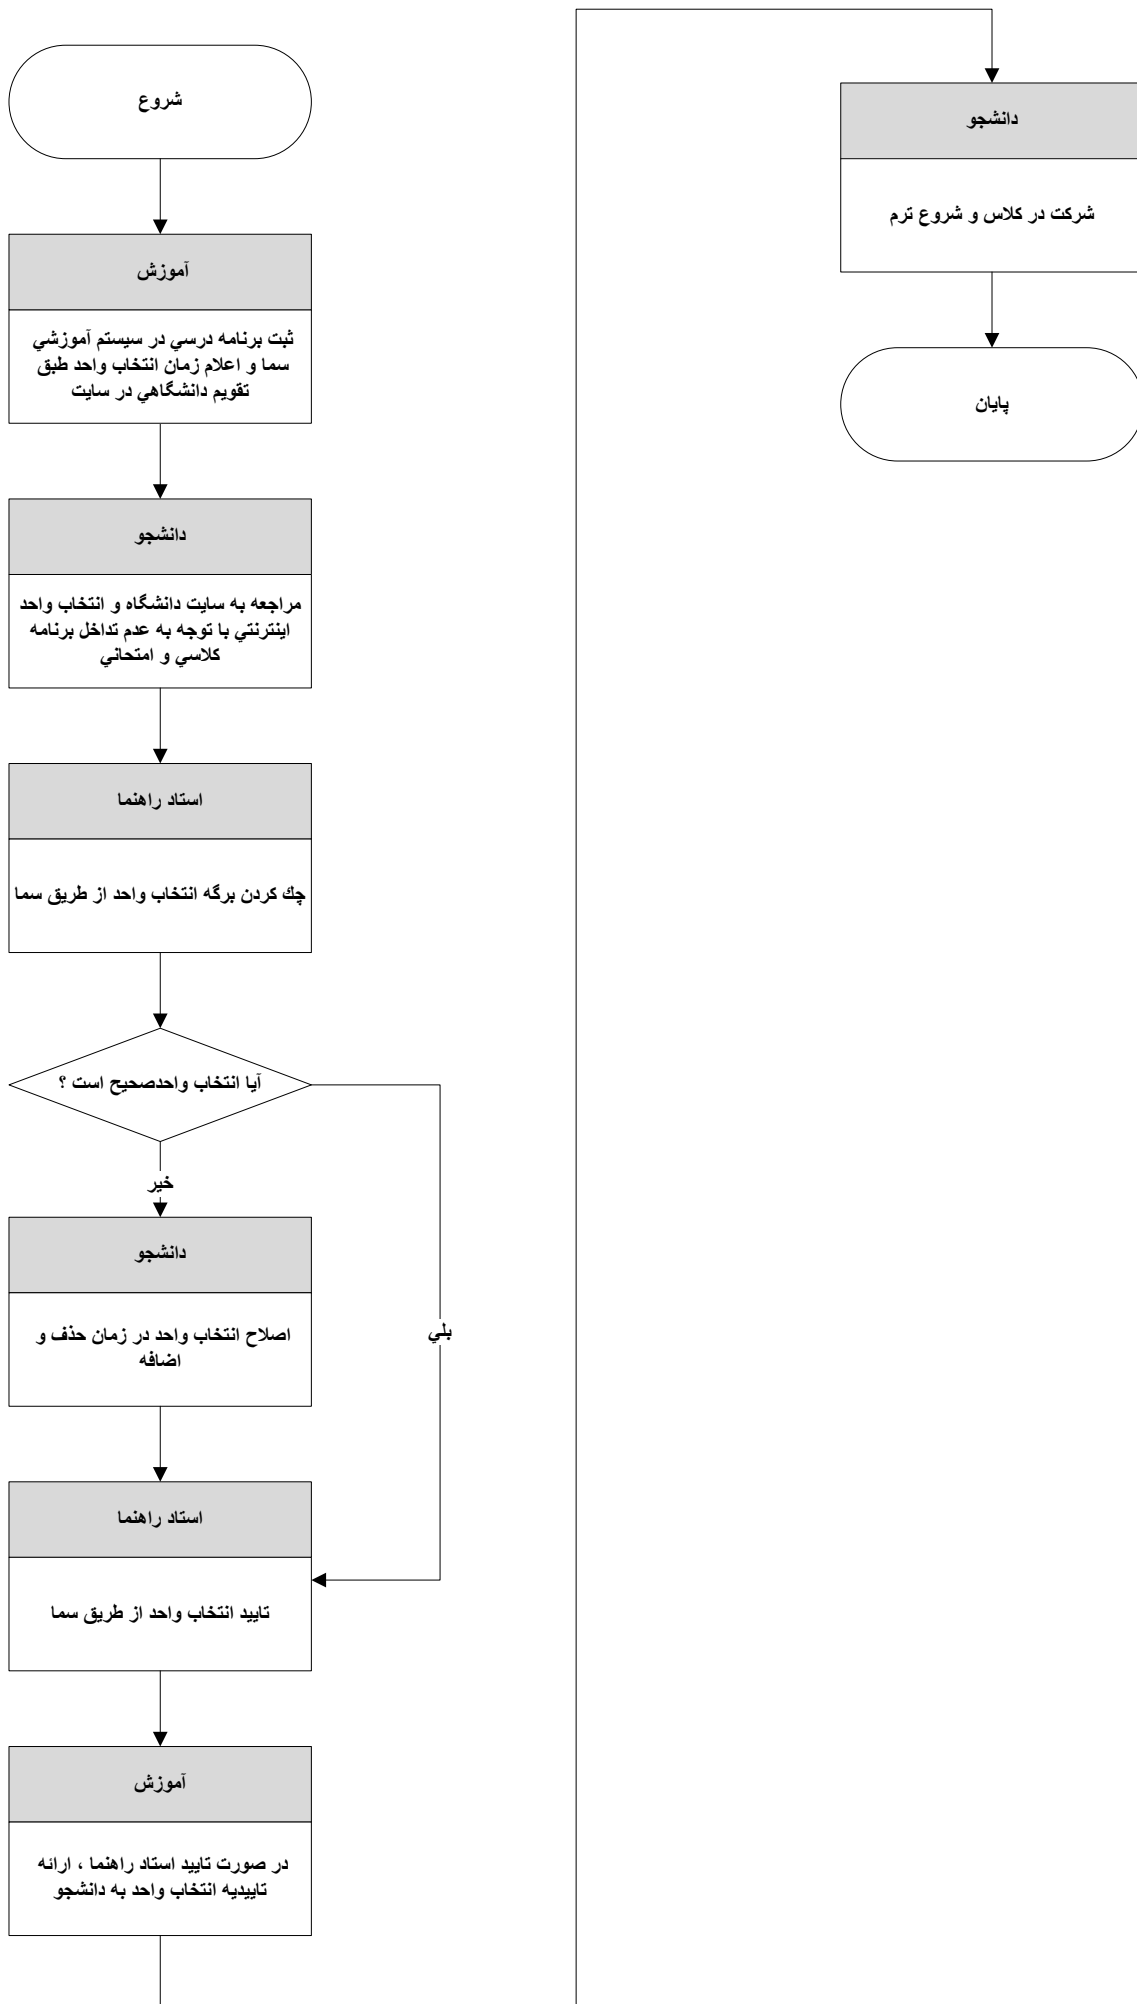 شروع
آموزش
ثبت برنامه درسي در سيستم آموزشي
سما و اعلام زمان انتخاب واحد طبق
تقويم دانشگاهي در سايت
دانشجو
مراجعه به سايت دانشگاه و انتخاب واحد
اينترنتي با توجه به عدم تداخل برنامه
كلاسي و امتحاني
استاد راهنما
چك كردن برگه انتخاب واحد از طريق سما
آيا انتخاب واحدصحيح است ؟
خير
دانشجو
اصلاح انتخاب واحد در زمان حذف و
اضافه
بلي
استاد راهنما
تاييد انتخاب واحد از طريق سما
آموزش
در صورت تاييد استاد راهنما ، ارائه
تاييديه انتخاب واحد به دانشجو
دانشجو
شركت در كلاس و شروع ترم
پايان